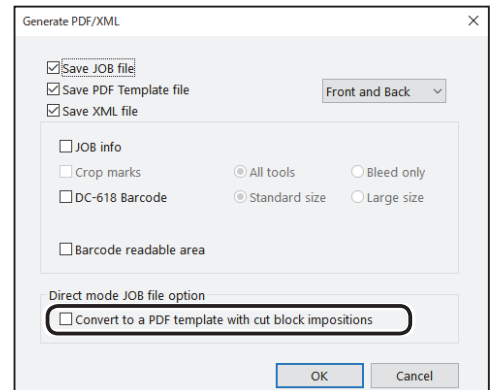 Generate PDF/XML
Save JOB file
Save PDF Template file
Front and Back
Save XML file
JOB info
Crop marks All tools Bleed only
DC-618 Barcode Standard size Large size
Barcode readable area
Direct mode JOB file option
Convert to a PDF template with cut block impositions
OK Cancel